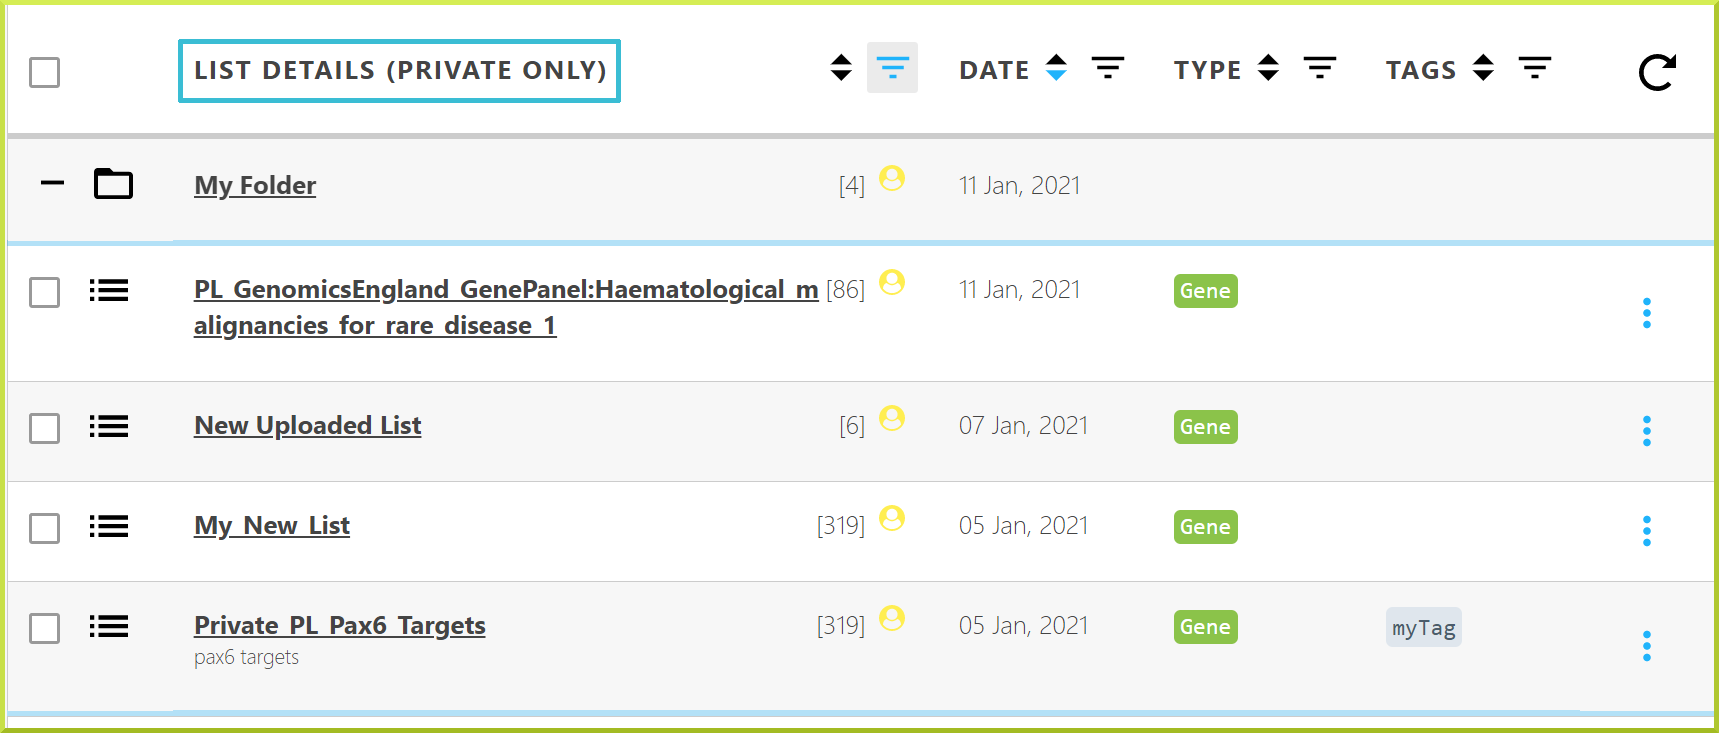 LIST DETAILS (PRIVATE ONLY) DATE TYPE TAGS
My Folder [4] 11 Jan, 2021
PL_GenomicsEngland_GenePanel:Haematological_m [86] 11 Jan, 2021 Gene
alignancies_for_rare_disease_1
New Uploaded List [6] 07 Jan, 2021 Gene
My_New_List [319] 05 Jan, 2021 Gene
Private_PL_Pax6_Targets [319] 05 Jan, 2021 Gene myTag
pax6 targets